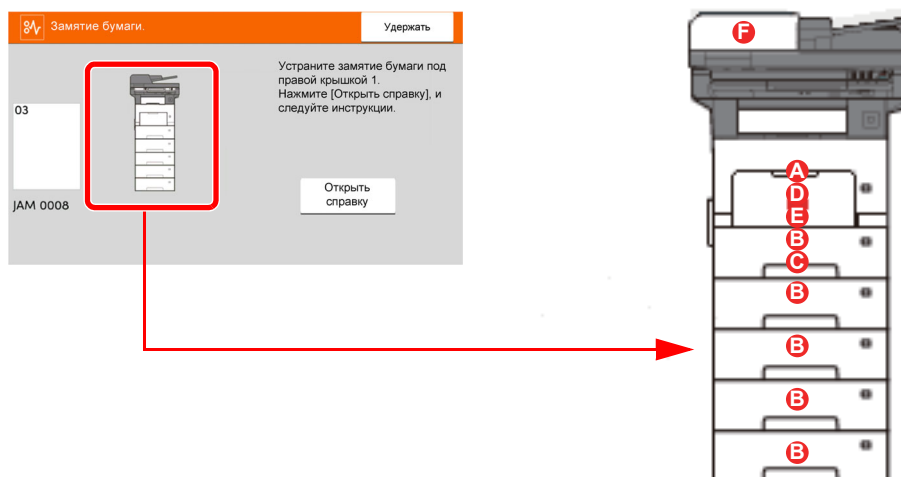 Замятие бумаги.
Удержать
Устраните замятие бумаги под
правой крышкой 1.
Нажмите [Открыть справку], и
следуйте инструкции.
03
JAM 0008
Открыть
справку
F
A
D
E
B
C
B
B
B
B